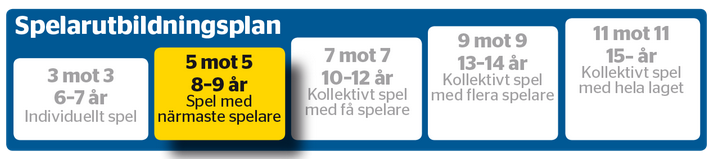 Spelarutbildningsplan
3 mot 3
6–7 år
Individuellt spel
5 mot 5
8–9 år
Spel med
närmaste spelare
7 mot 7
10–12 år
Kollektivt spel
med få spelare
9 mot 9
13–14 år
Kollektivt spel
med flera spelare
11 mot 11
15– år
Kollektivt spel
med hela laget